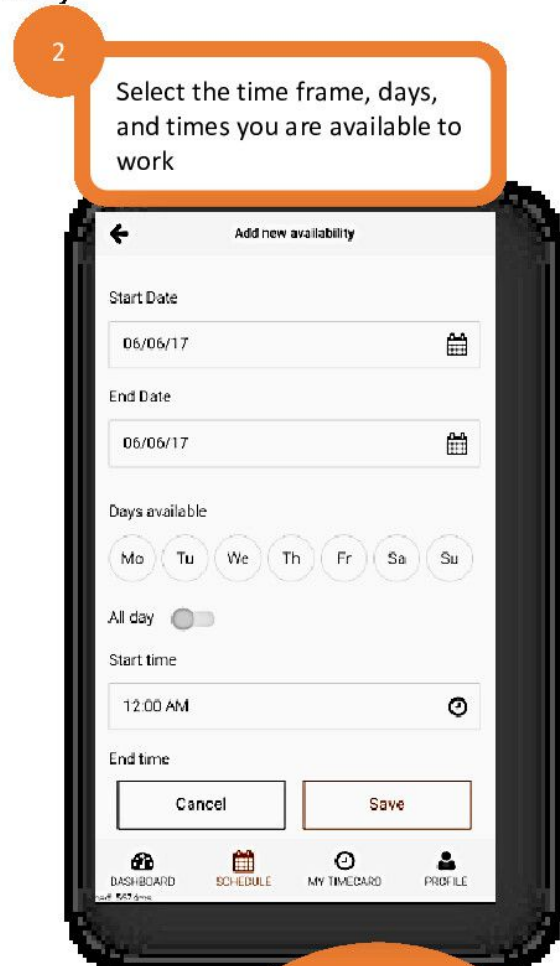 2
Select the time frame, days,
and times you are available to
work
Add new availability
Start Date
06/06/17
End Date
06/06/17
Days available
Mo Tu We Th Fr Sa Su
All day
Start time
12:00 AM
End time
Cancel Save
DASHBOARD SCHEDULE MY TIMECARD PROFILE